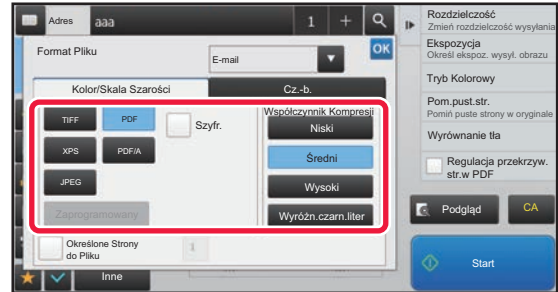 Adres aaa 1 +
Format Pliku
E-mail
OK
Kolor/Skala Szarości
Cz.-b.
TIFF
PDF
Szyfr.
XPS
PDF/A
JPEG
Zaprogramowany
Współczynnik Kompresji
Niski
Średni
Wysoki
Wyróżn.czarn.liter
Określone Strony
do Pliku
1
Inne
Rozdzielczość
Zmień rozdzielczość wysyłania
Ekspozycja
Określ ekspoz. wysył. obrazu
Tryb Kolorowy
Pom.pust.str.
Pomiń puste strony w oryginale
Wyrównanie tła
Regulacja przekrzyw.
str.w PDF
Podgląd
CA
Start